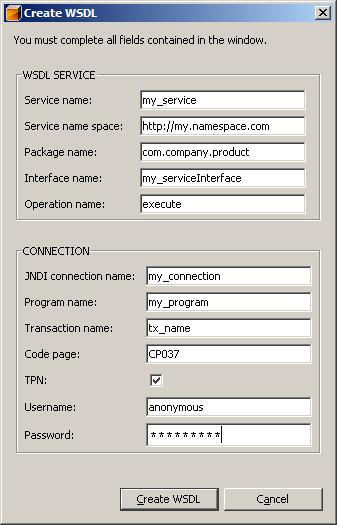 Create WSDL
You must complete all fields contained in the window.
WSDL SERVICE
Service name: my_service
Service name space: http://my.namespace.com
Package name: com.company.product
Interface name: my_serviceInterface
Operation name: execute
CONNECTION
JNDI connection name: my_connection
Program name: my_program
Transaction name: tx_name
Code page: CP037
TPN:
Username: anonymous
Password: *********
Create WSDL Cancel